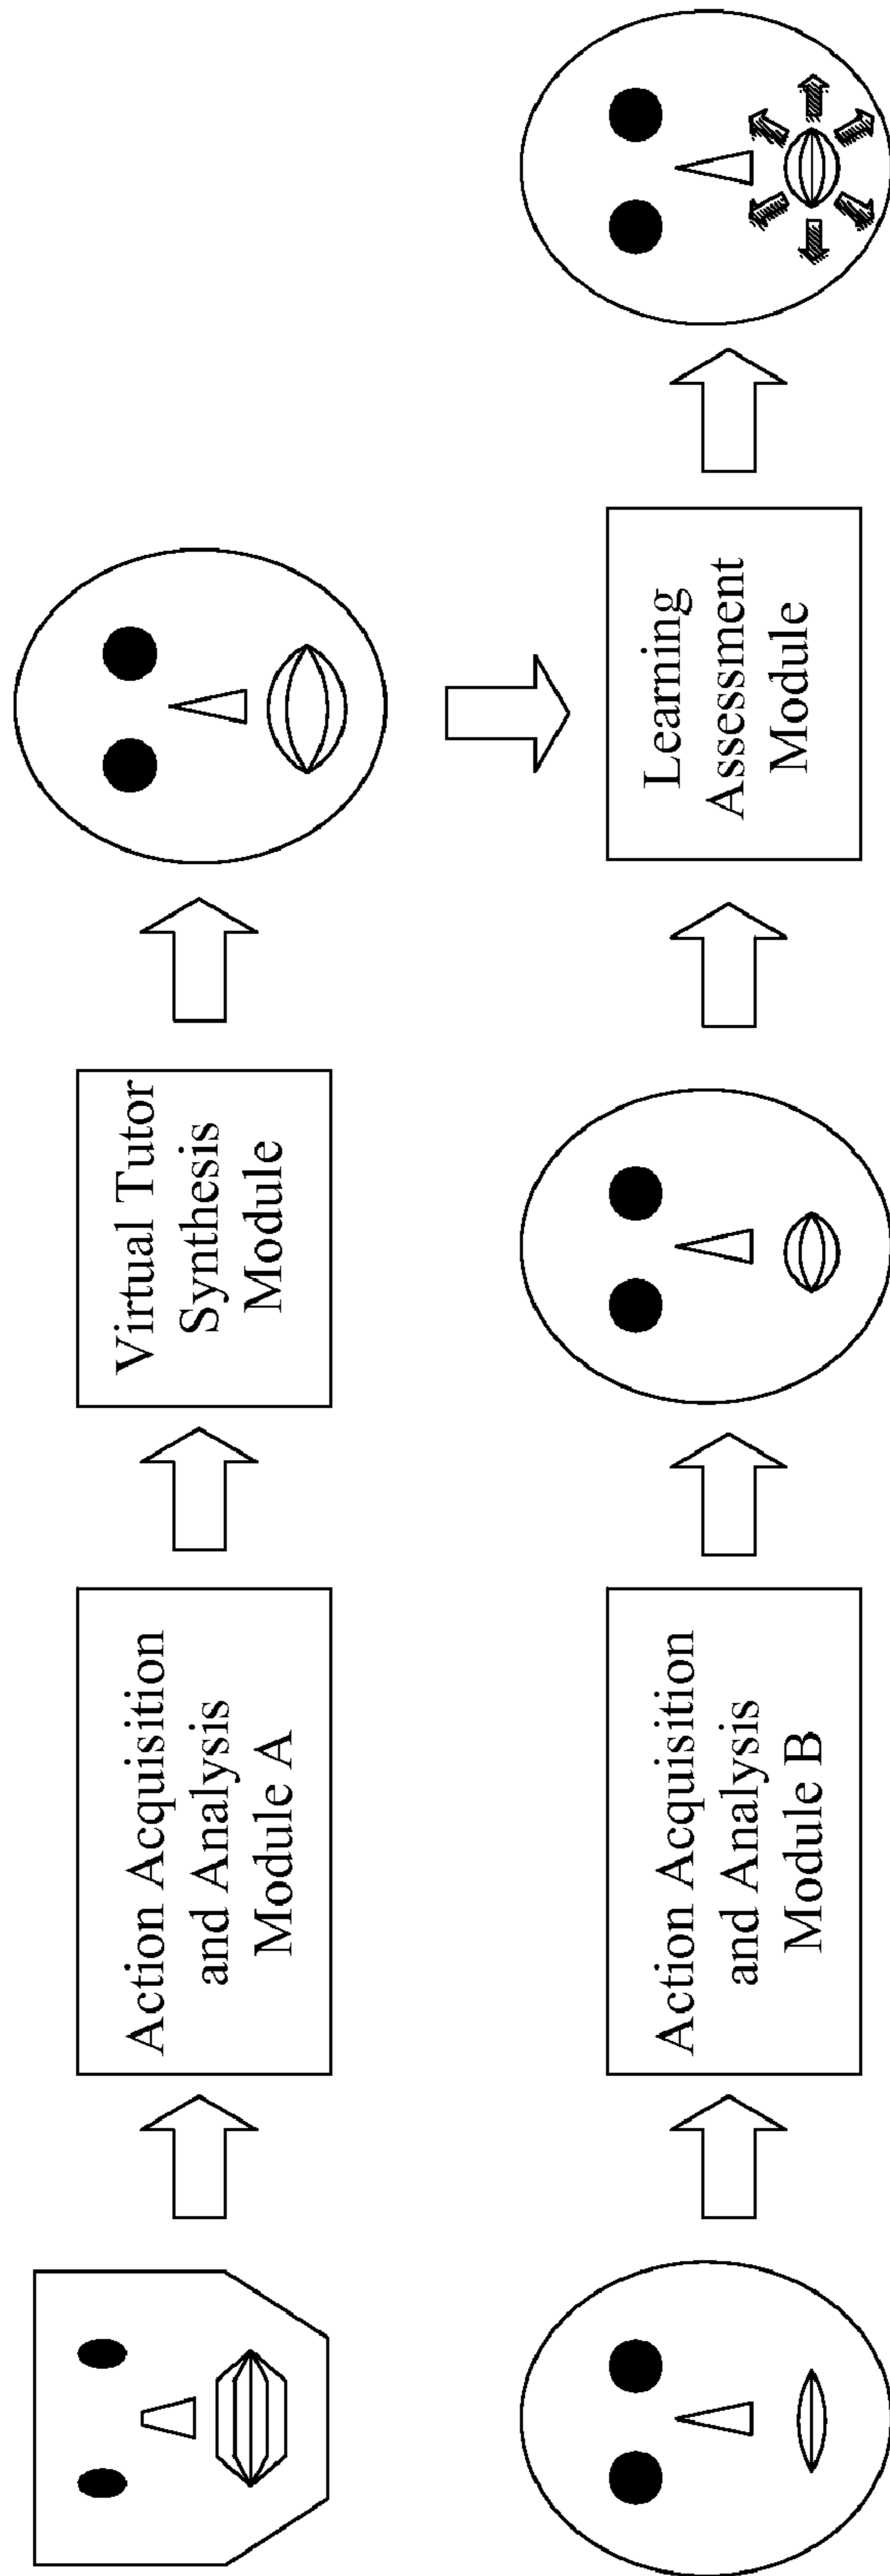 Action Acquisition
and Analysis
Module A
Virtual Tutor
Synthesis
Module
Action Acquisition
and Analysis
Module B
Learning
Assessment
Module